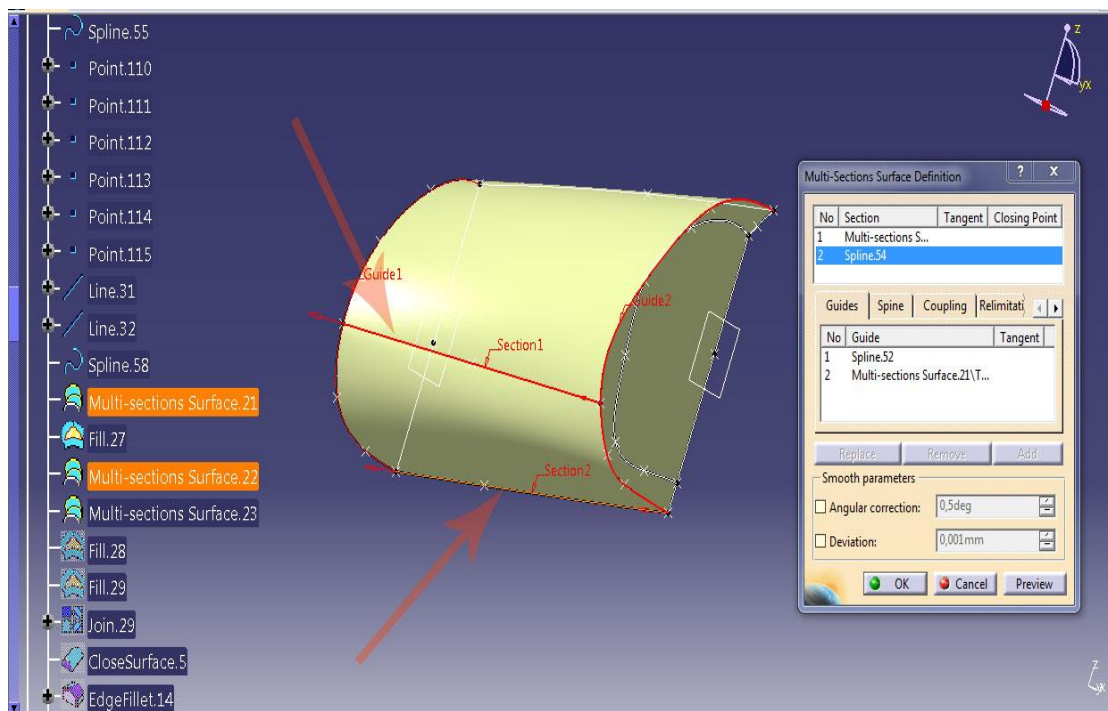 Spline.55
Point.110
Point.111
Point.112
Point.113
Point.114
Point.115
Line.31
Line.32
Spline.58
Multi-sections Surface.21
Fill.27
Multi-sections Surface.22
Multi-sections Surface.23
Fill.28
Fill.29
Join.29
CloseSurface.5
EdgeFillet.14
Guide1
Guide2
Section1
Section2
z
yx
Multi-Sections Surface Definition ? X
No Section Tangent Closing Point
1 Multi-sections S...
2 Spline.54
Guides Spine Coupling Relimitati
No Guide Tangent
1 Spline.52
2 Multi-sections Surface.21\T...
Replace Remove Add
Smooth parameters
Angular correction: 0,5deg
Deviation: 0,001mm
OK Cancel Preview
z
yx